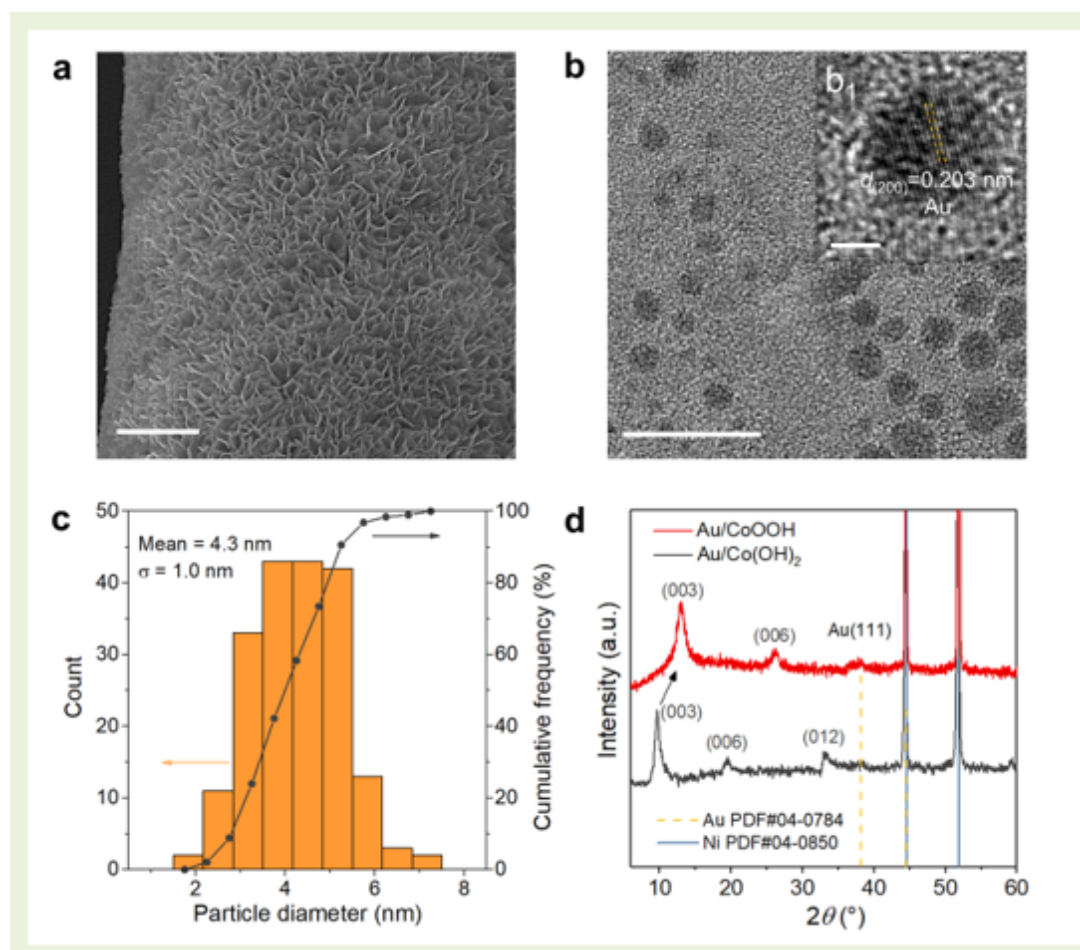 a
b
b1
d(200)=0.203 nm
Au
c
Mean = 4.3 nm
σ = 1.0 nm
Count
50
40
30
20
10
0
100
80
60
40
20
0
Cumulative frequency (%)
2 4 6 8
Particle diameter (nm)
d
Au/CoOOH
Au/Co(OH)2
(003)
(006)
Au(111)
(003)
(006)
(012)
Au PDF#04-0784
Ni PDF#04-0850
Intensity (a.u.)
10 20 30 40 50 60
2θ (°)